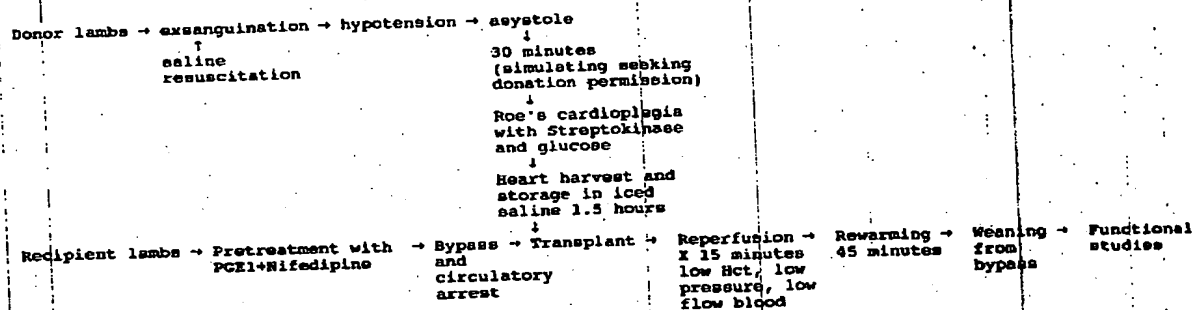 Donor lambs → exsanguination → hypotension → asystole
↑
saline
resuscitation
↓
30 minutes
(simulating seeking
donation permission)
↓
Roe's cardioplegia
with Streptokinase
and glucose
↓
Heart harvest and
storage in iced
saline 1.5 hours
↓
Recipient lambs → Pretreatment with
PGE1+Nifedipine
→ Bypass
and
circulatory
arrest
→ Transplant →
Reperfusion →
X 15 minutes
low Hct, low
pressure, low
flow blood
Rewarming →
45 minutes
Weaning →
from
bypass
Functional
studies